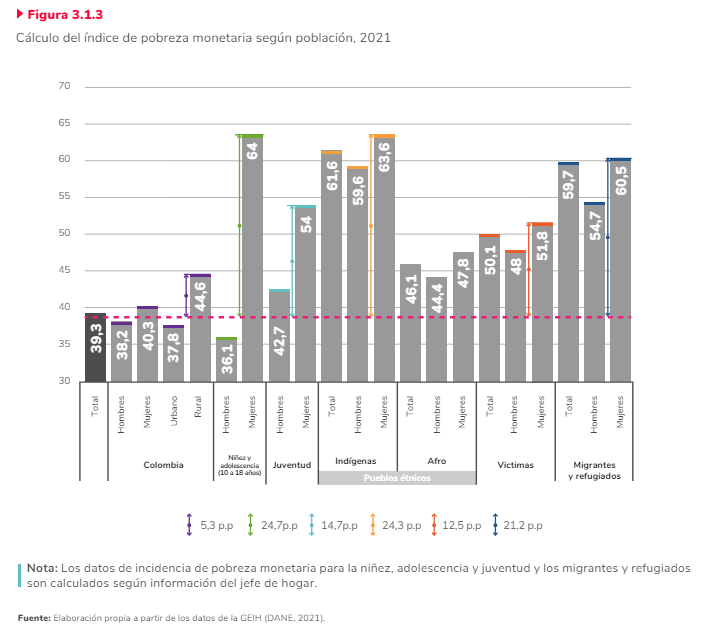 Figura 3.1.3
Cálculo del índice de pobreza monetaria según población, 2021
70
65
60
55
50
45
40
35
30
39,3
38,2
40,3
37,8
44,6
36,1
64
42,7
54
61,6
59,6
63,6
46,1
44,4
47,8
50,1
48
51,8
59,7
54,7
60,5
Total
Hombres
Mujeres
Urbano
Rural
Hombres
Mujeres
Hombres
Mujeres
Total
Hombres
Mujeres
Total
Hombres
Mujeres
Total
Hombres
Mujeres
Total
Hombres
Mujeres
Colombia
Niñez y
adolescencia
(10 a 18 años)
Juventud
Indígenas
Afro
Pueblos étnicos
Victimas
Migrantes
y refugiados
5,3 p.p
24,7p.p
14,7p.p
24,3 p.p
12,5 p.p
21,2 p.p
Nota: Los datos de incidencia de pobreza monetaria para la niñez, adolescencia y juventud y los migrantes y refugiados
son calculados según información del jefe de hogar.
Fuente: Elaboración propia a partir de los datos de la GEIH (DANE, 2021).